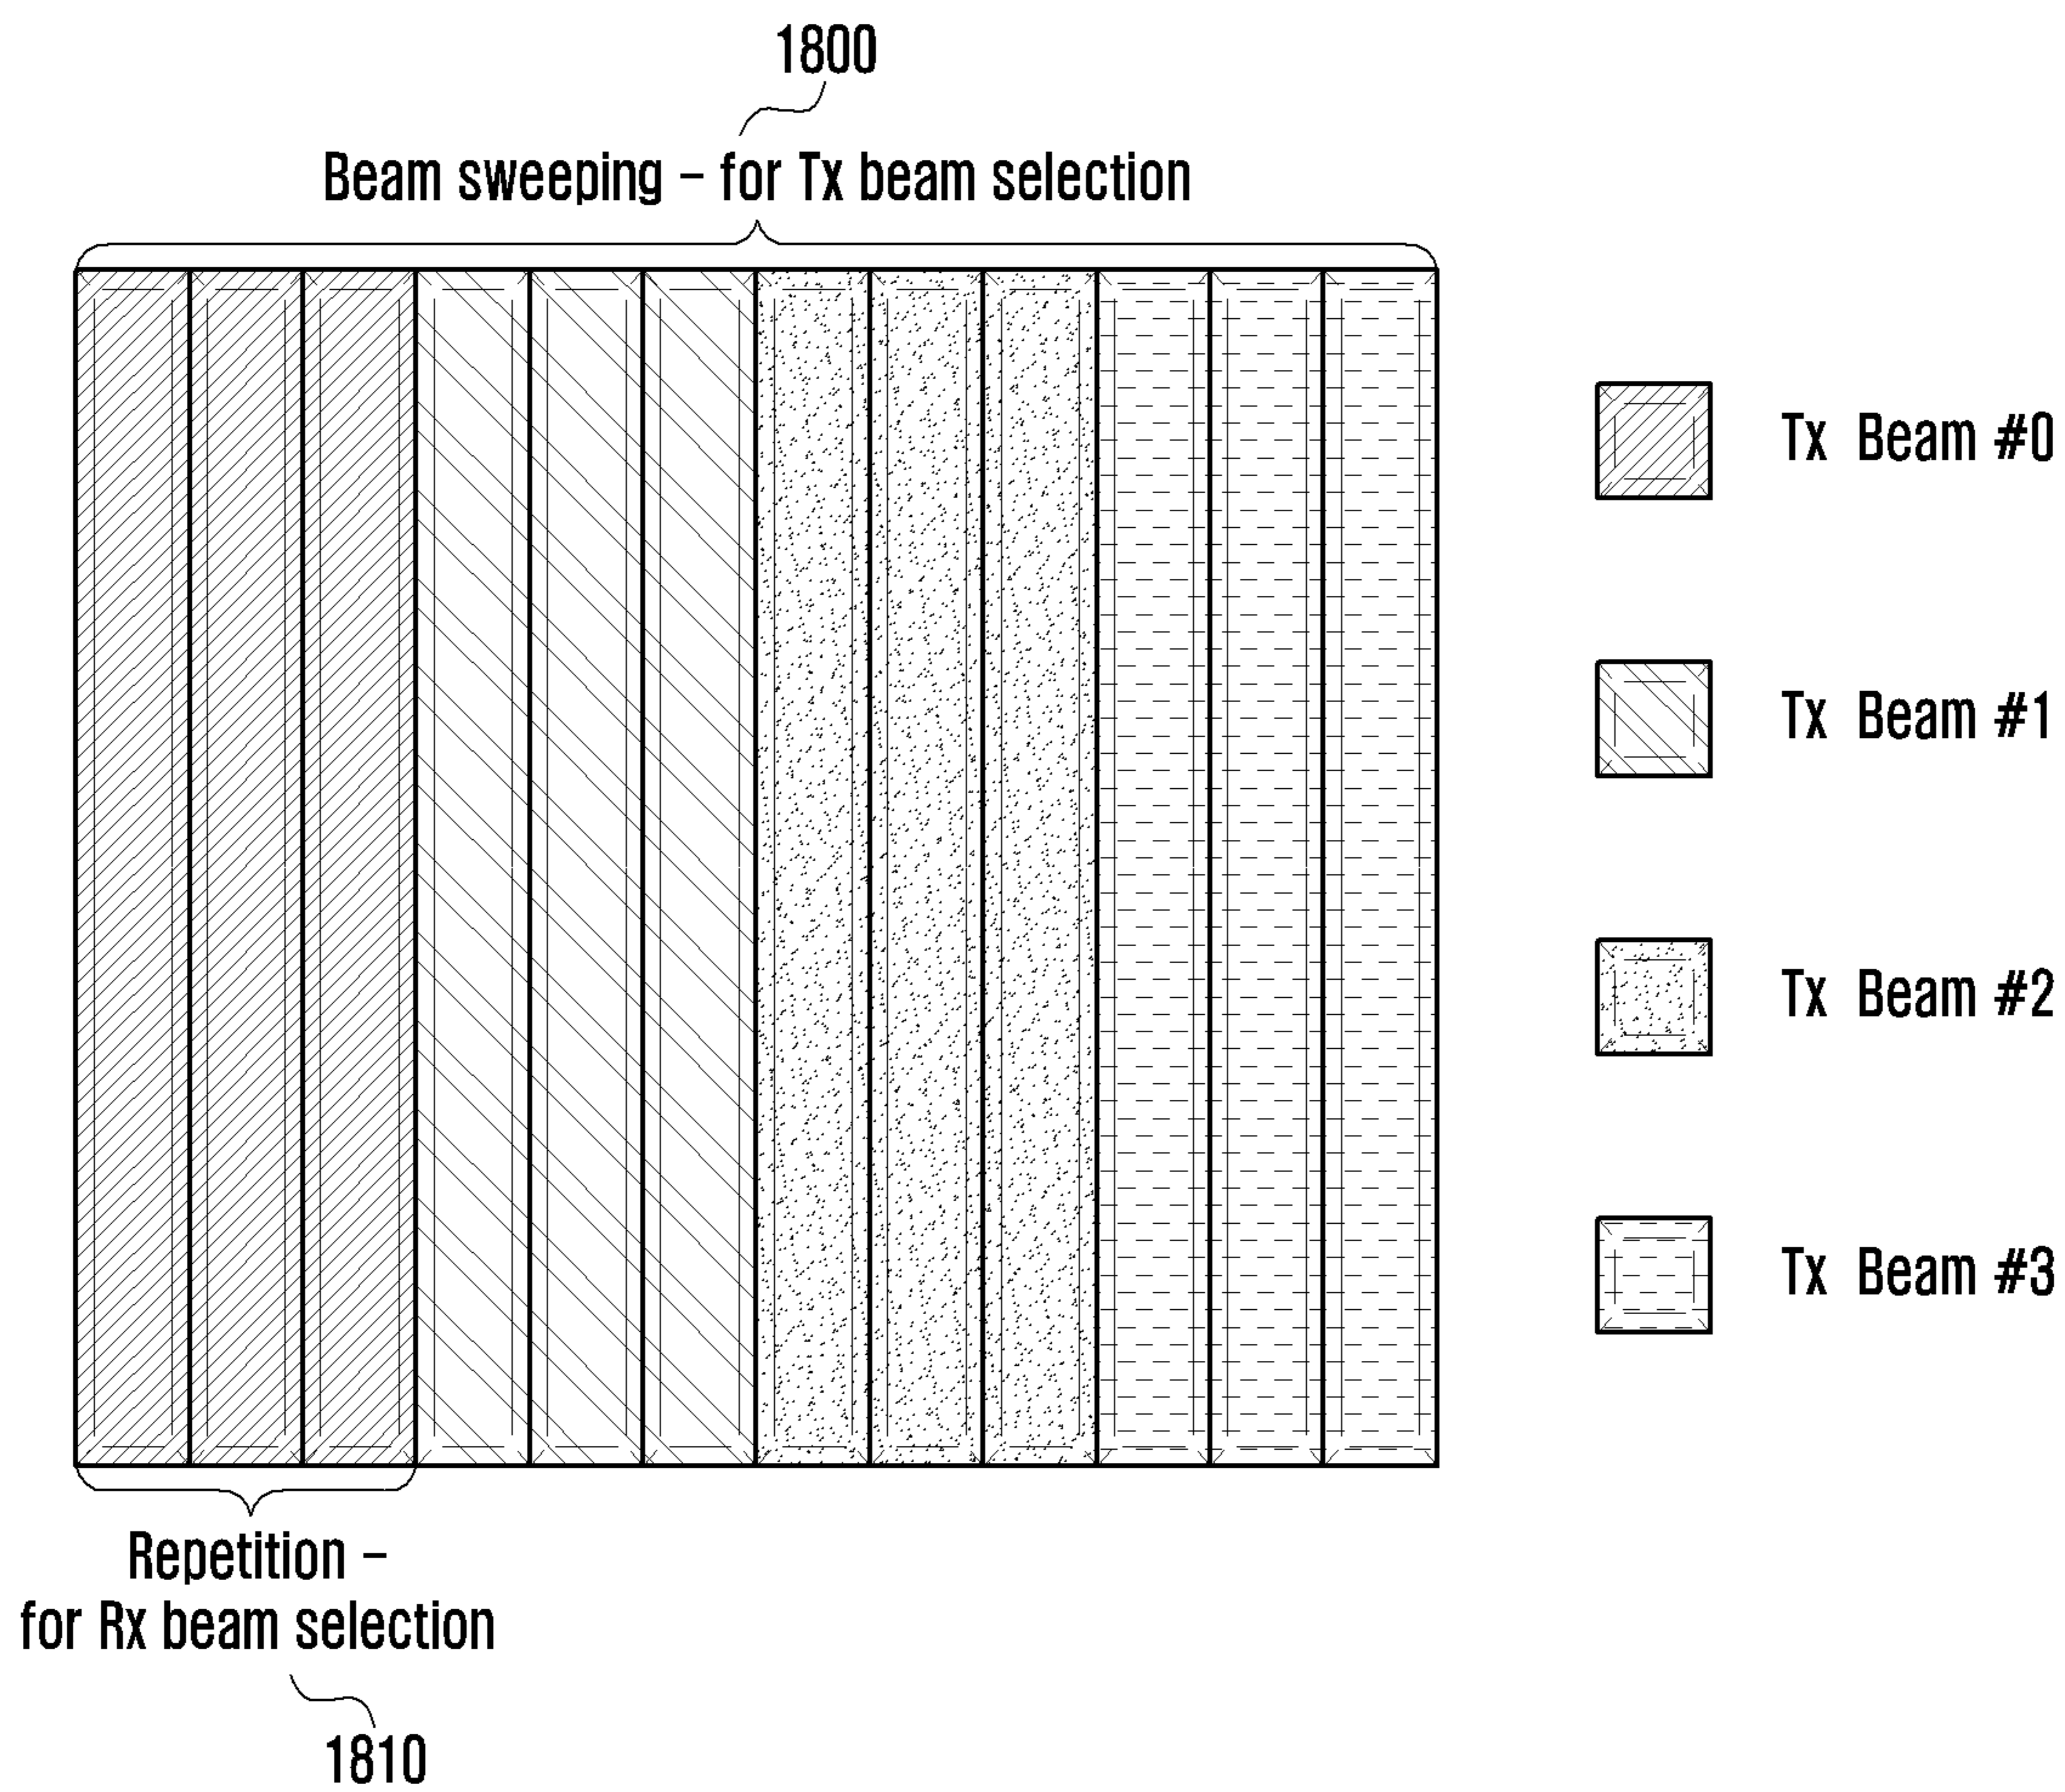 1800
Beam sweeping – for Tx beam selection
Tx Beam #0
Tx Beam #1
Tx Beam #2
Tx Beam #3
Repetition –
for Rx beam selection
1810